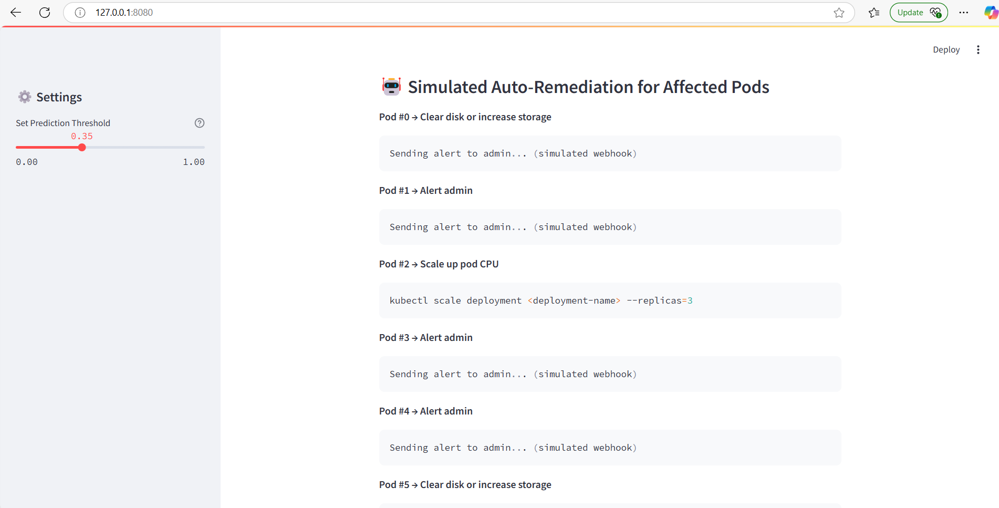 127.0.0.1:8080
Update
Deploy
Settings
Set Prediction Threshold
0.35
0.00
1.00
Simulated Auto-Remediation for Affected Pods
Pod #0 → Clear disk or increase storage
Sending alert to admin... (simulated webhook)
Pod #1 → Alert admin
Sending alert to admin... (simulated webhook)
Pod #2 → Scale up pod CPU
kubectl scale deployment <deployment-name> --replicas=3
Pod #3 → Alert admin
Sending alert to admin... (simulated webhook)
Pod #4 → Alert admin
Sending alert to admin... (simulated webhook)
Pod #5 → Clear disk or increase storage